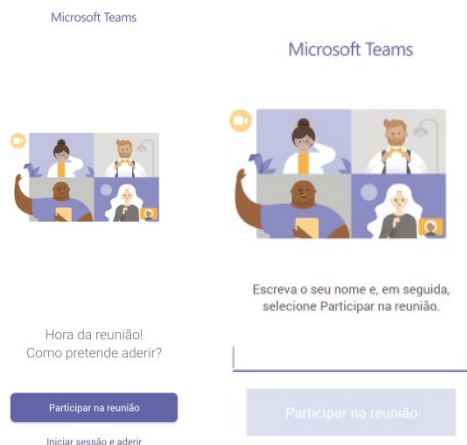 Microsoft Teams
Hora da reunião!
Como pretende aderir?
Participar na reunião
Iniciar sessão e aderir
Microsoft Teams
Escreva o seu nome e, em seguida,
selecione Participar na reunião.
Participar na reunião